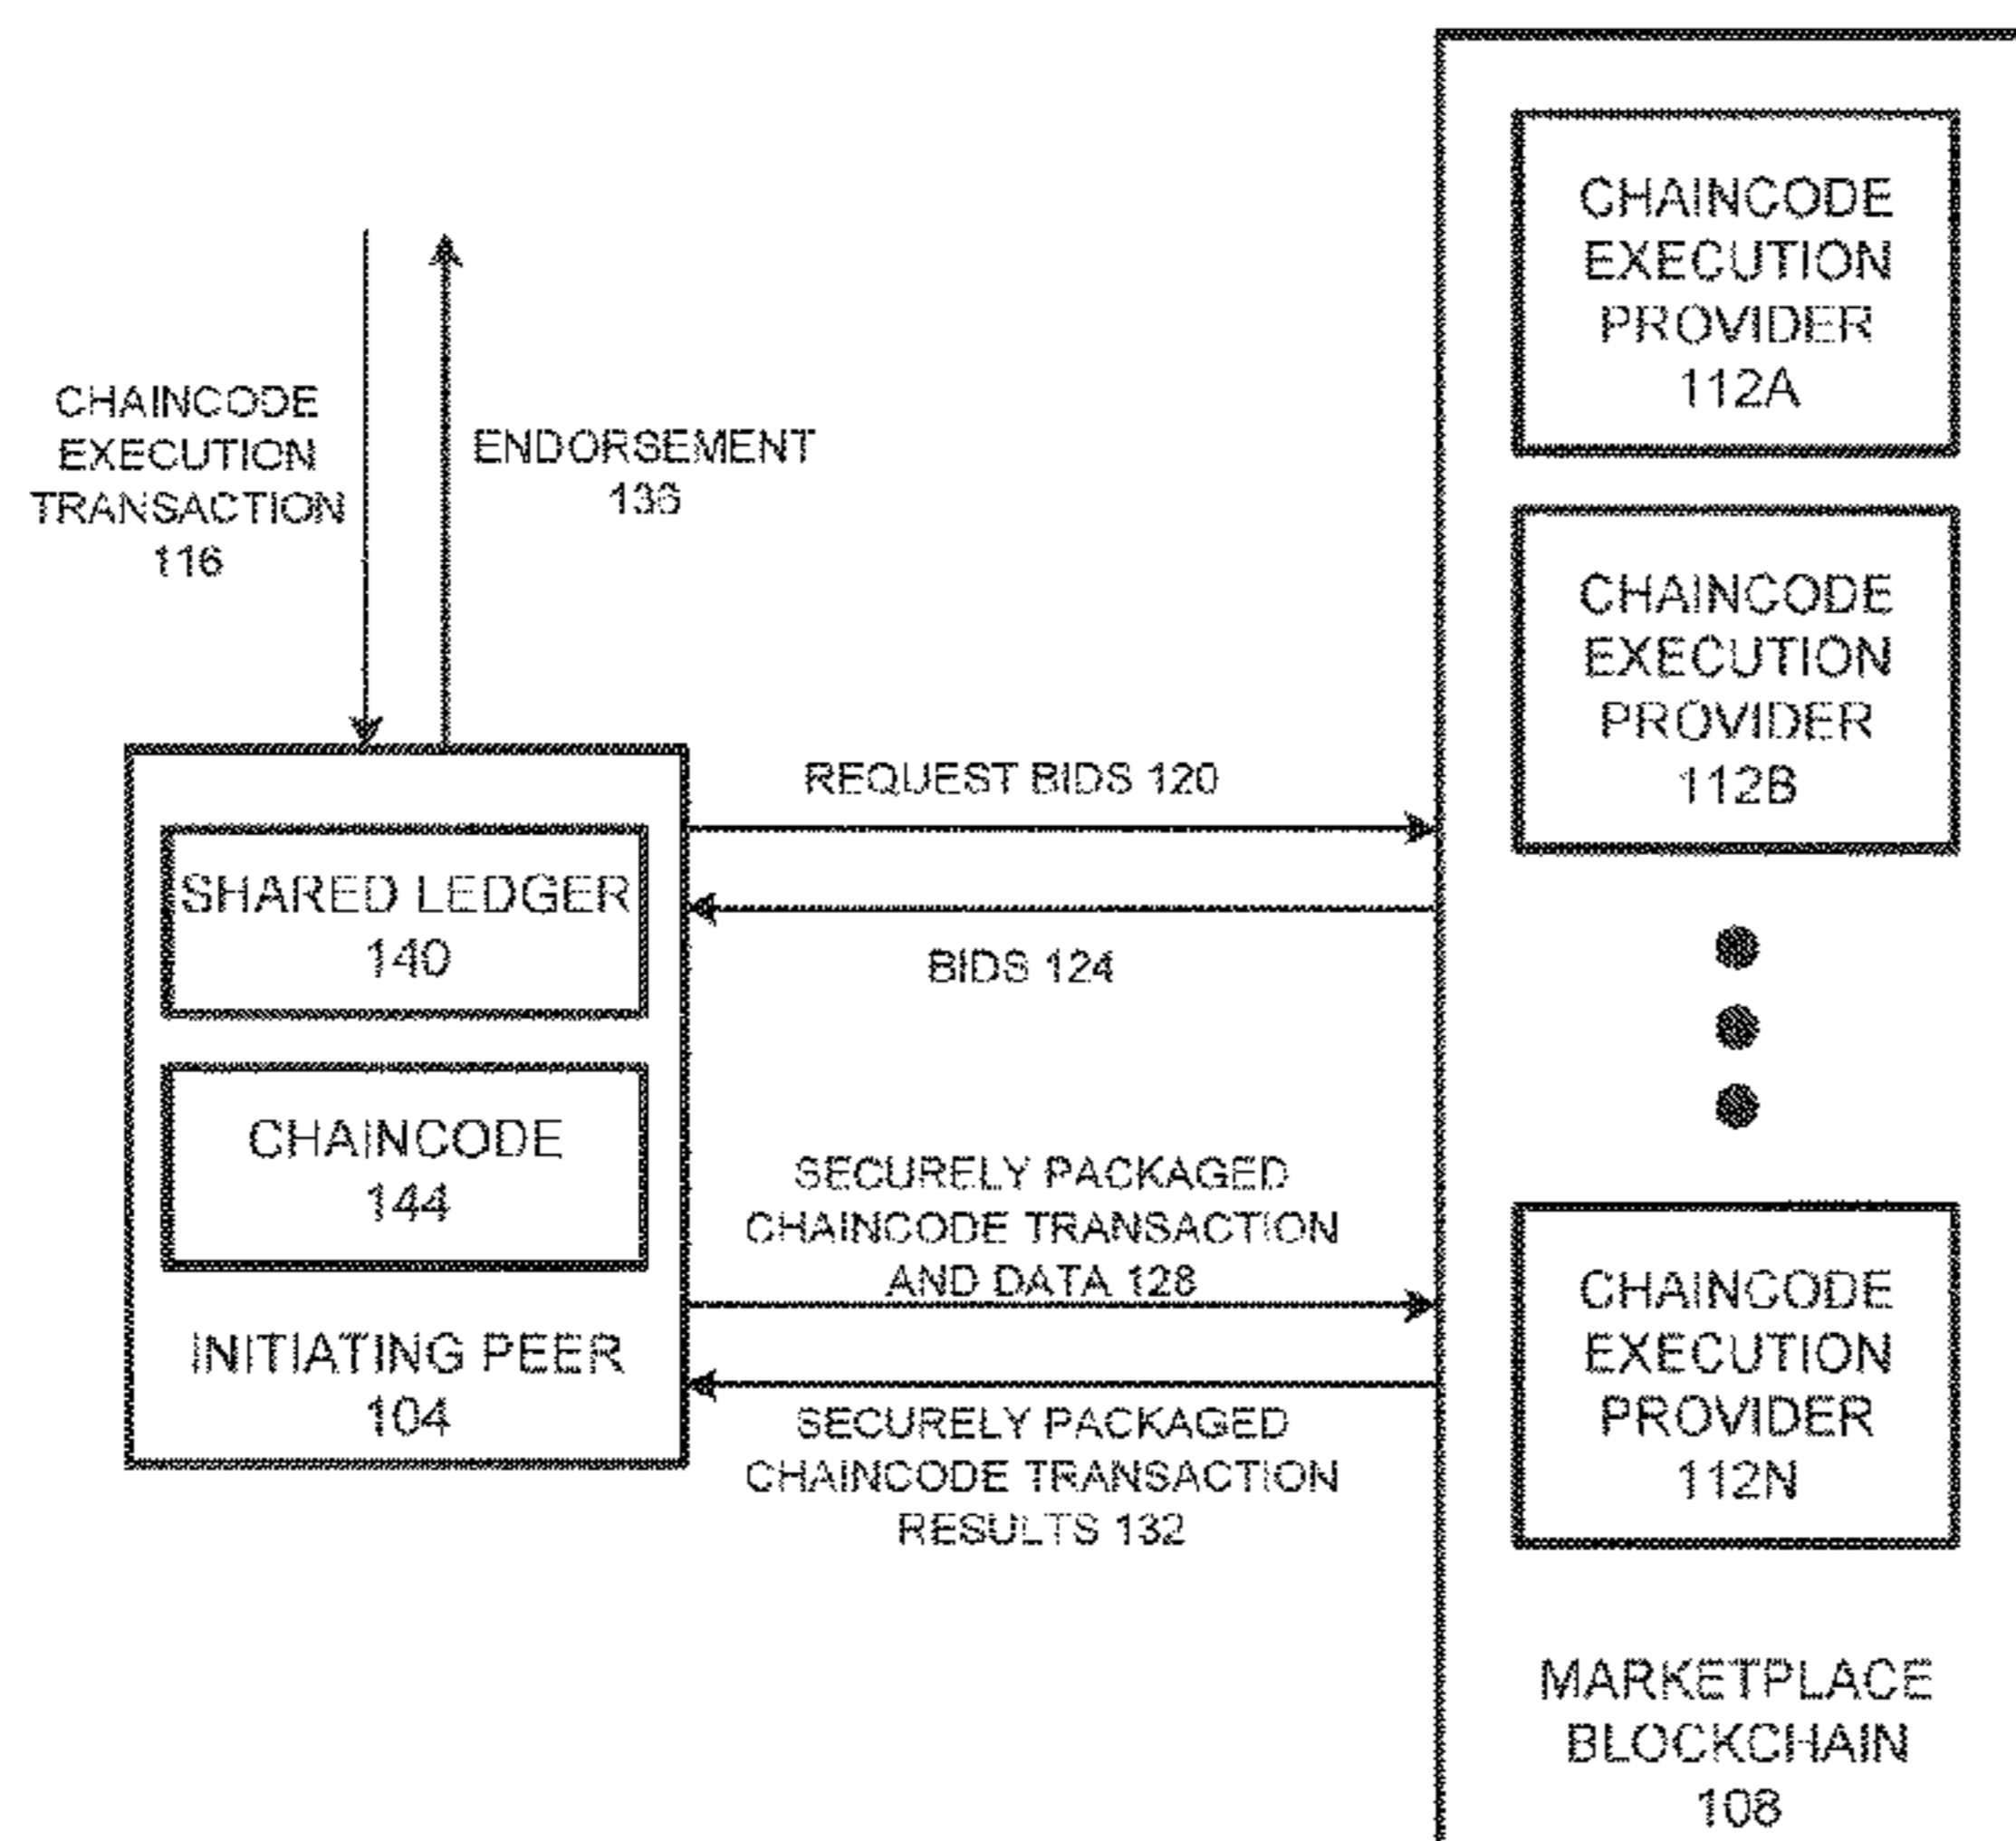 CHAINCODE
EXECUTION
TRANSACTION
116
ENDORSEMENT
136
SHARED LEDGER
140
CHAINCODE
144
INITIATING PEER
104
REQUEST BIDS 120
BIDS 124
SECURELY PACKAGED
CHAINCODE TRANSACTION
AND DATA 128
SECURELY PACKAGED
CHAINCODE TRANSACTION
RESULTS 132
CHAINCODE
EXECUTION
PROVIDER
112A
CHAINCODE
EXECUTION
PROVIDER
112B
CHAINCODE
EXECUTION
PROVIDER
112N
MARKETPLACE
BLOCKCHAIN
108